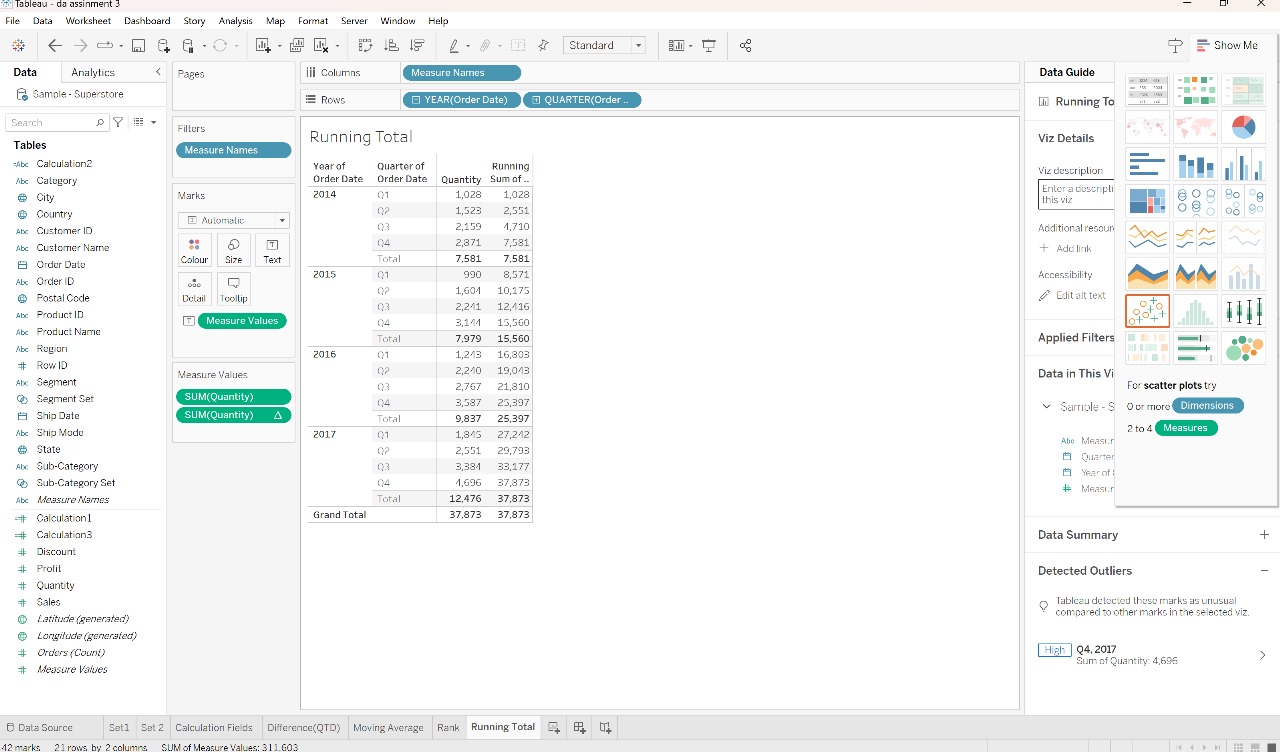 Tableau - da assinment 3
File Data Worksheet Dashboard Story Analysis Map Format Server Window Help
Standard
Show Me
Data Analytics
Sample - Superstore
Search
Tables
Calculation2
Category
City
Country
Customer ID
Customer Name
Order Date
Order ID
Postal Code
Product ID
Product Name
Region
Row ID
Segment
Segment Set
Ship Date
Ship Mode
State
Sub-Category
Sub-Category Set
Measure Names
Calculation1
Calculation3
Discount
Profit
Quantity
Sales
Latitude (generated)
Longitude (generated)
Orders (Count)
Measure Values
Pages
Filters
Measure Names
Marks
Automatic
Colour Size Text
Detail Tooltip
Measure Values
Measure Values
SUM(Quantity)
SUM(Quantity) Δ
Columns Measure Names
Rows YEAR(Order Date) QUARTER(Order ..
Running Total
Year of Quarter of Running
Order Date Order Date Quantity Sum of ..
2014 Q1 1,028 1,028
Q2 1,523 2,551
Q3 2,159 4,710
Q4 2,871 7,581
Total 7,581 7,581
2015 Q1 990 8,571
Q2 1,604 10,175
Q3 2,241 12,416
Q4 3,144 15,560
Total 7,979 15,560
2016 Q1 1,243 16,803
Q2 2,240 19,043
Q3 2,767 21,810
Q4 3,587 25,397
Total 9,837 25,397
2017 Q1 1,845 27,242
Q2 2,551 29,793
Q3 3,384 33,177
Q4 4,696 37,873
Total 12,476 37,873
Grand Total 37,873 37,873
Data Guide
Running To
Viz Details
Viz description
Enter a descripti
this viz
Additional resour
Add link
Accessibility
Edit alt text
Applied Filters
Data in This Vi
Sample - S
Abc Measur
Quarter
Year of
Measur
For scatter plots try
0 or more Dimensions
2 to 4 Measures
Data Summary
Detected Outliers
Tableau detected these marks as unusual
compared to other marks in the selected viz.
High Q4, 2017
Sum of Quantity: 4,696
Data Source Set1 Set 2 Calculation Fields Difference(QTD) Moving Average Rank Running Total
42 marks 21 rows by 2 columns SUM of Measure Values: 311,603